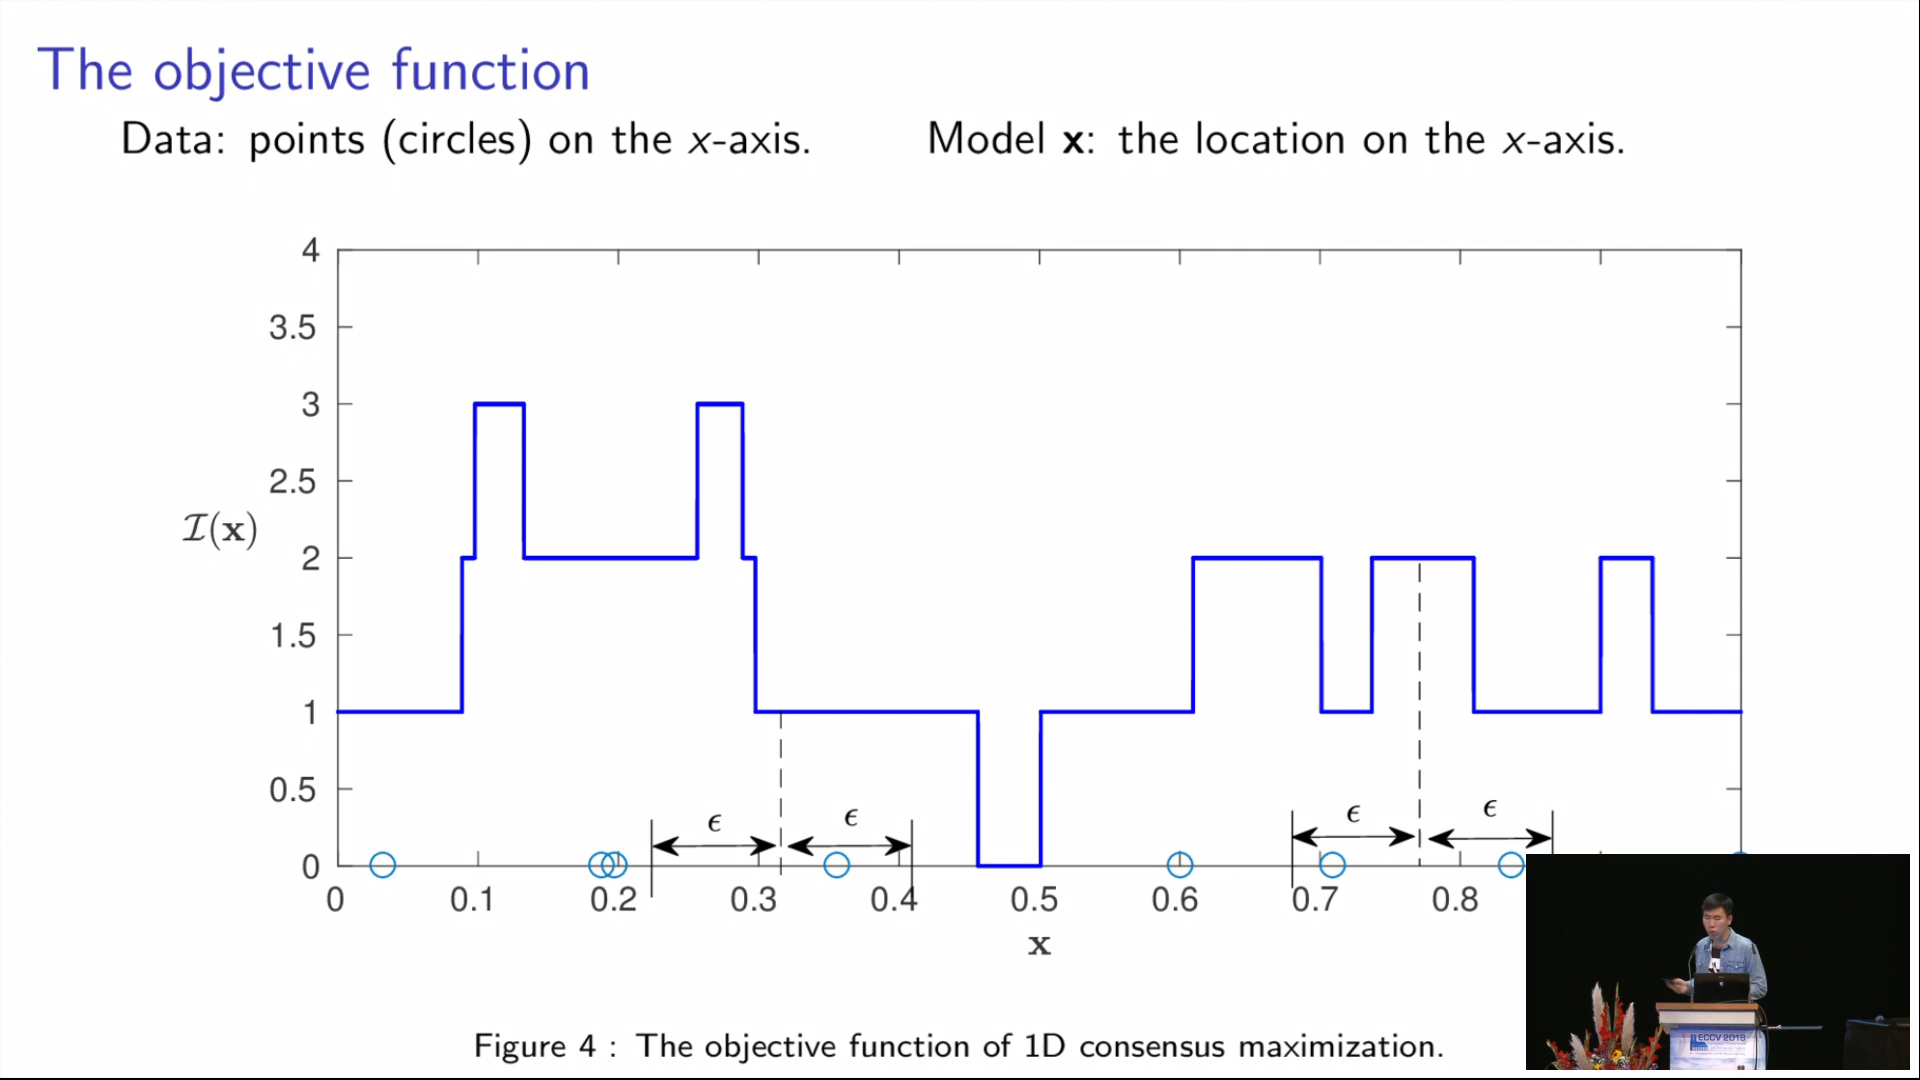 The objective function
Data: points (circles) on the x-axis. Model x: the location on the x-axis.
4
3.5
3
2.5
I(x)
2
1.5
1
0.5
0
ϵ ϵ ϵ ϵ
0 0.1 0.2 0.3 0.4 0.5 0.6 0.7 0.8
x
Figure 4 : The objective function of 1D consensus maximization.
ECCV 2018